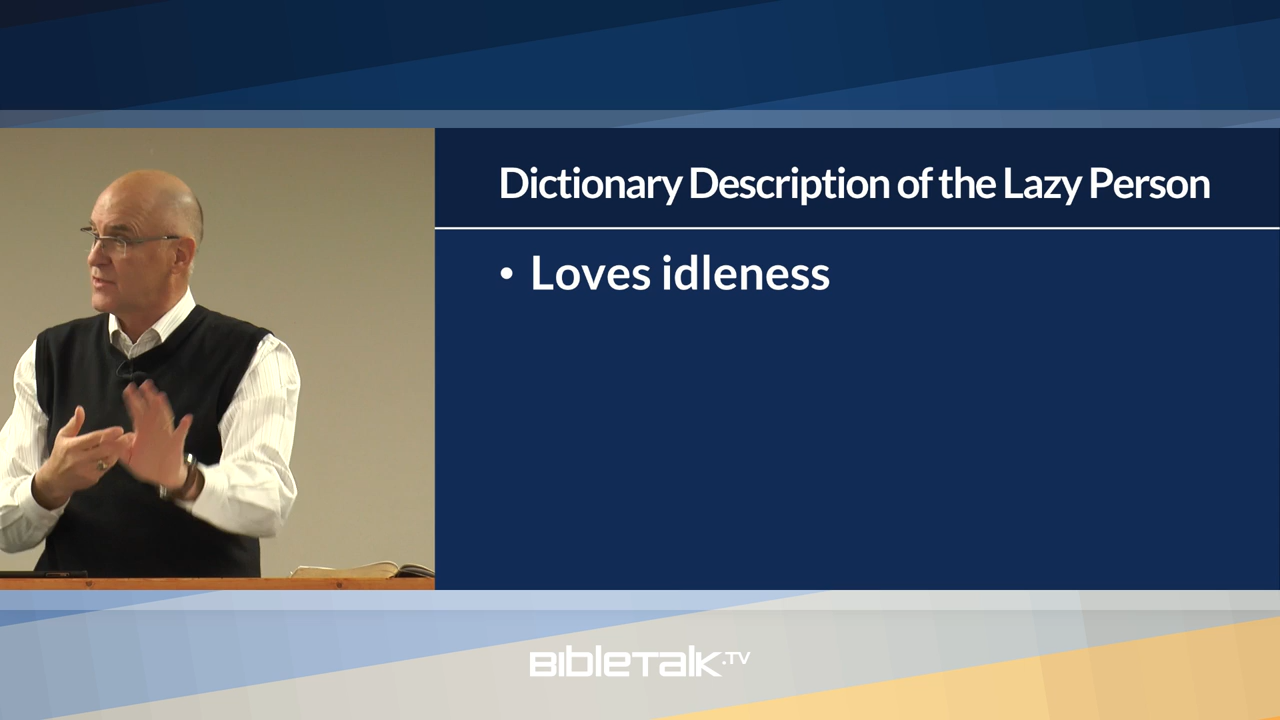 Dictionary Description of the Lazy Person
• Loves idleness
BibleTalk.TV